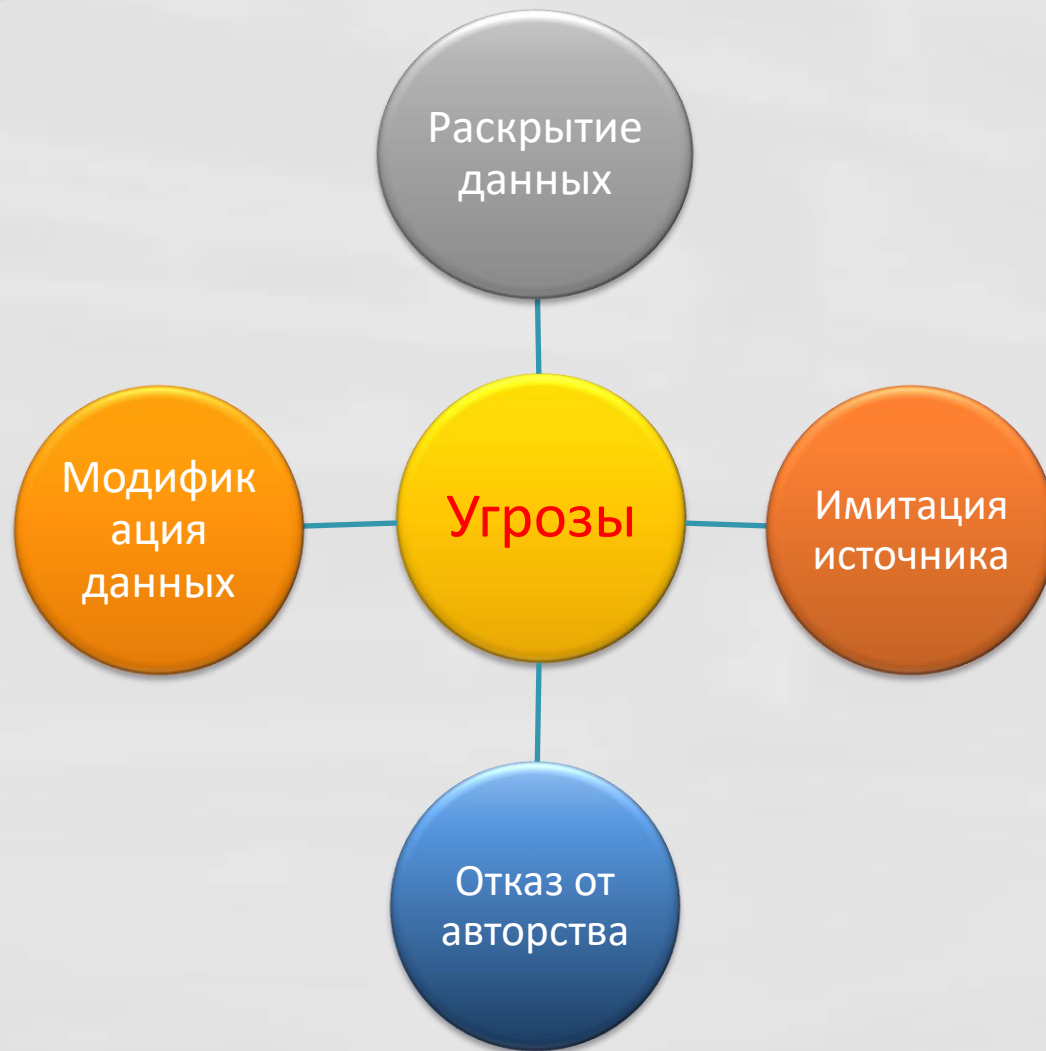 Раскрытие
данных
Модифик
ация
данных
Угрозы
Имитация
источника
Отказ от
авторства